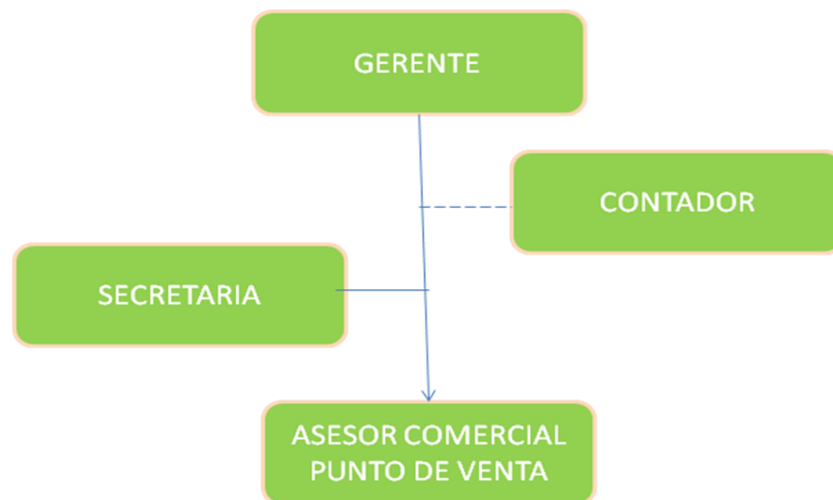 GERENTE
CONTADOR
SECRETARIA
ASESOR COMERCIAL
PUNTO DE VENTA